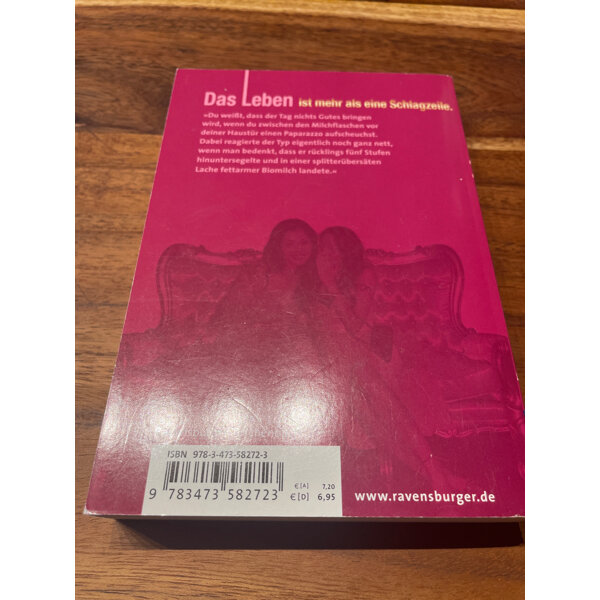 Das Leben ist mehr als eine Schlagzeile.
»Du weißt, dass der Tag nichts Gutes bringen
wird, wenn du zwischen den Milchflaschen vor
deiner Haustür einen Paparazzo aufscheuchst.
Dabei reagierte der Typ eigentlich noch ganz nett,
wenn man bedenkt, dass er rücklings fünf Stufen
hinuntersegelte und in einer splitterübersäten
Lache fettarmer Biomilch landete.«
ISBN 978-3-473-58272-3
€ [A] 7,20
€ [D] 6,95
9 783473 582723
www.ravensburger.de